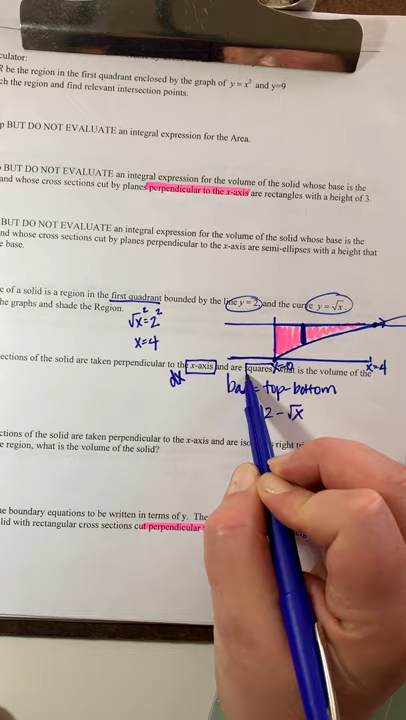 culator:
R be the region in the first quadrant enclosed by the graph of y = x² and y=9
ch the region and find relevant intersection points.
p BUT DO NOT EVALUATE an integral expression for the Area.
BUT DO NOT EVALUATE an integral expression for the volume of the solid whose base is the
and whose cross sections cut by planes perpendicular to the x-axis are rectangles with a height of 3.
BUT DO NOT EVALUATE an integral expression for the volume of the solid whose base is the
nd whose cross sections cut by planes perpendicular to the x-axis are semi-ellipses with a height that
e base.
e of a solid is a region in the first quadrant bounded by the line y = 2, and the curve y = √x.
he graphs and shade the Region.
√x² = 2²
x=4
ections of the solid are taken perpendicular to the x-axis and are squares, what is the volume of the
x=0
x=4
dx
= top-bottom
2 - √x
ctions of the solid are taken perpendicular to the x-axis and are right
e region, what is the volume of the solid?
e boundary equations to be written in terms of y. The
lid with rectangular cross sections cut perpendicular